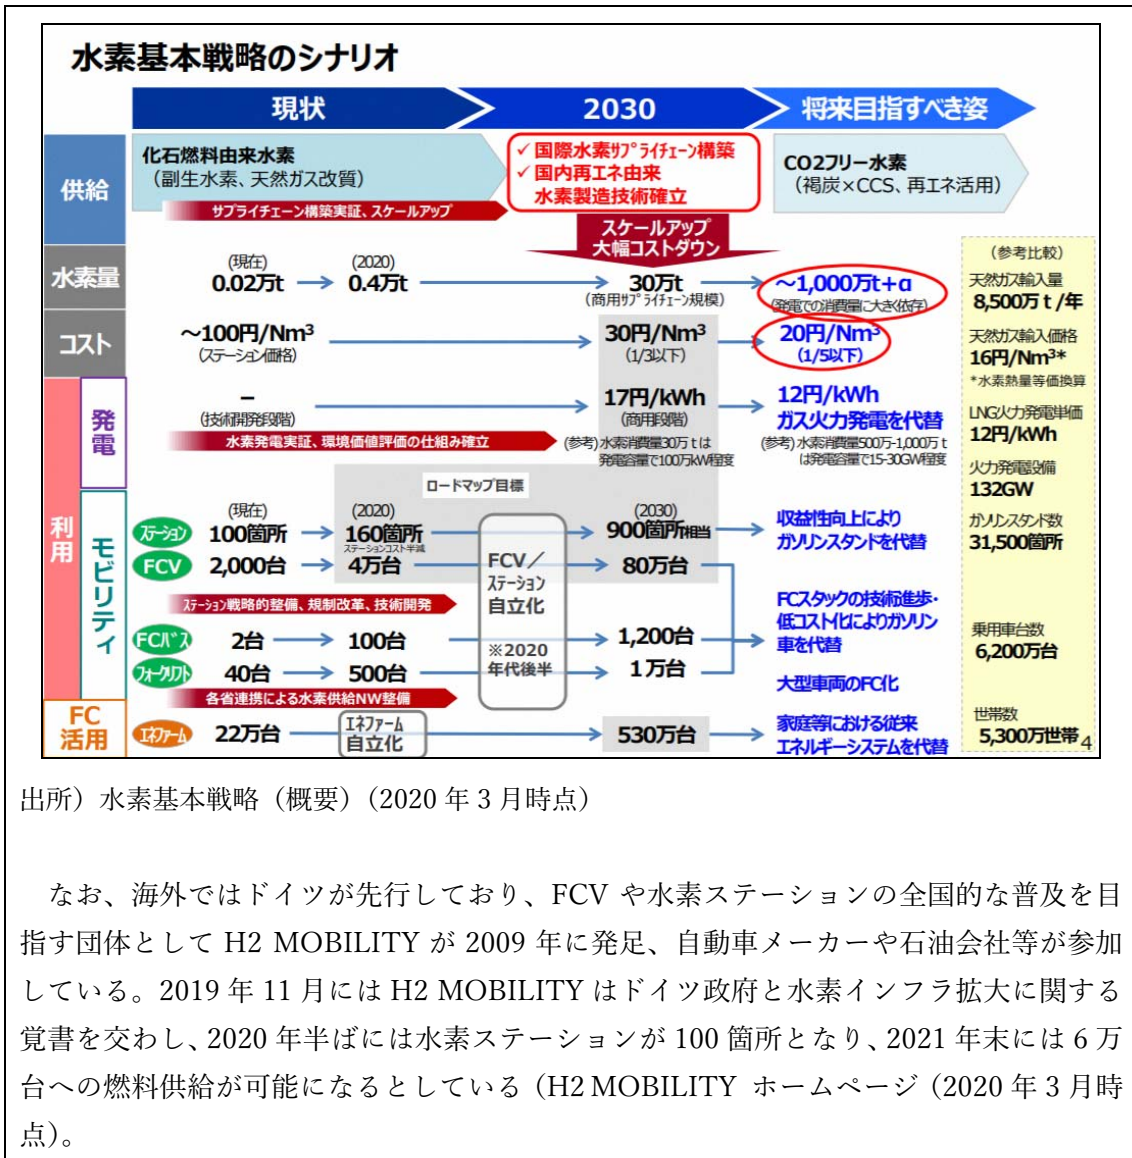 水素基本戦略のシナリオ
現状
2030
将来目指すべき姿
供給
化石燃料由来水素
(副生水素、天然ガス改質)
✓国際水素サプライチェーン構築
✓国内再エネ由来
水素製造技術確立
CO2フリー水素
(褐炭×CCS、再エネ活用)
サプライチェーン構築実証、スケールアップ
スケールアップ
大幅コストダウン
水素量
(現在)
0.02万t
(2020)
0.4万t
30万t
(商用サプライチェーン規模)
~1,000万t+α
(発電での消費量に大きく依存)
コスト
~100円/Nm³
(ステーション価格)
30円/Nm³
(1/3以下)
20円/Nm³
(1/5以下)
利用
発電
−
(技術開発段階)
17円/kWh
(商用段階)
12円/kWh
ガス火力発電を代替
水素発電実証、環境価値評価の仕組み確立
(参考)水素消費量30万tは
発電容量で100万kW程度
(参考)水素消費量500万-1,000万t
は発電容量で15-30GW程度
モビリティ
ロードマップ目標
ステーション
(現在)
100箇所
(2020)
160箇所
ステーションコスト半減
(2030)
900箇所相当
収益性向上により
ガソリンスタンドを代替
FCV
2,000台
4万台
80万台
FCV/
ステーション
自立化
※2020
年代後半
ステーション戦略的整備、規制改革、技術開発
FCスタックの技術進歩・
低コスト化によりガソリン
車を代替
FCバス
2台
100台
1,200台
フォークリフト
40台
500台
1万台
大型車両のFC化
各省連携による水素供給NW整備
FC
活用
エネファーム
22万台
エネファーム
自立化
530万台
家庭等における従来
エネルギーシステムを代替
(参考比較)
天然ガス輸入量
8,500万t/年
天然ガス輸入価格
16円/Nm³*
*水素熱量等価換算
LNG火力発電単価
12円/kWh
火力発電設備
132GW
ガソリンスタンド数
31,500箇所
乗用車台数
6,200万台
世帯数
5,300万世帯
4
出所)水素基本戦略(概要)(2020年3月時点)
なお、海外ではドイツが先行しており、FCVや水素ステーションの全国的な普及を目
指す団体としてH2 MOBILITYが2009年に発足、自動車メーカーや石油会社等が参加
している。2019年11月にはH2 MOBILITYはドイツ政府と水素インフラ拡大に関する
覚書を交わし、2020年半ばには水素ステーションが100箇所となり、2021年末には6万
台への燃料供給が可能になるとしている(H2 MOBILITY ホームページ(2020年3月時
点)。